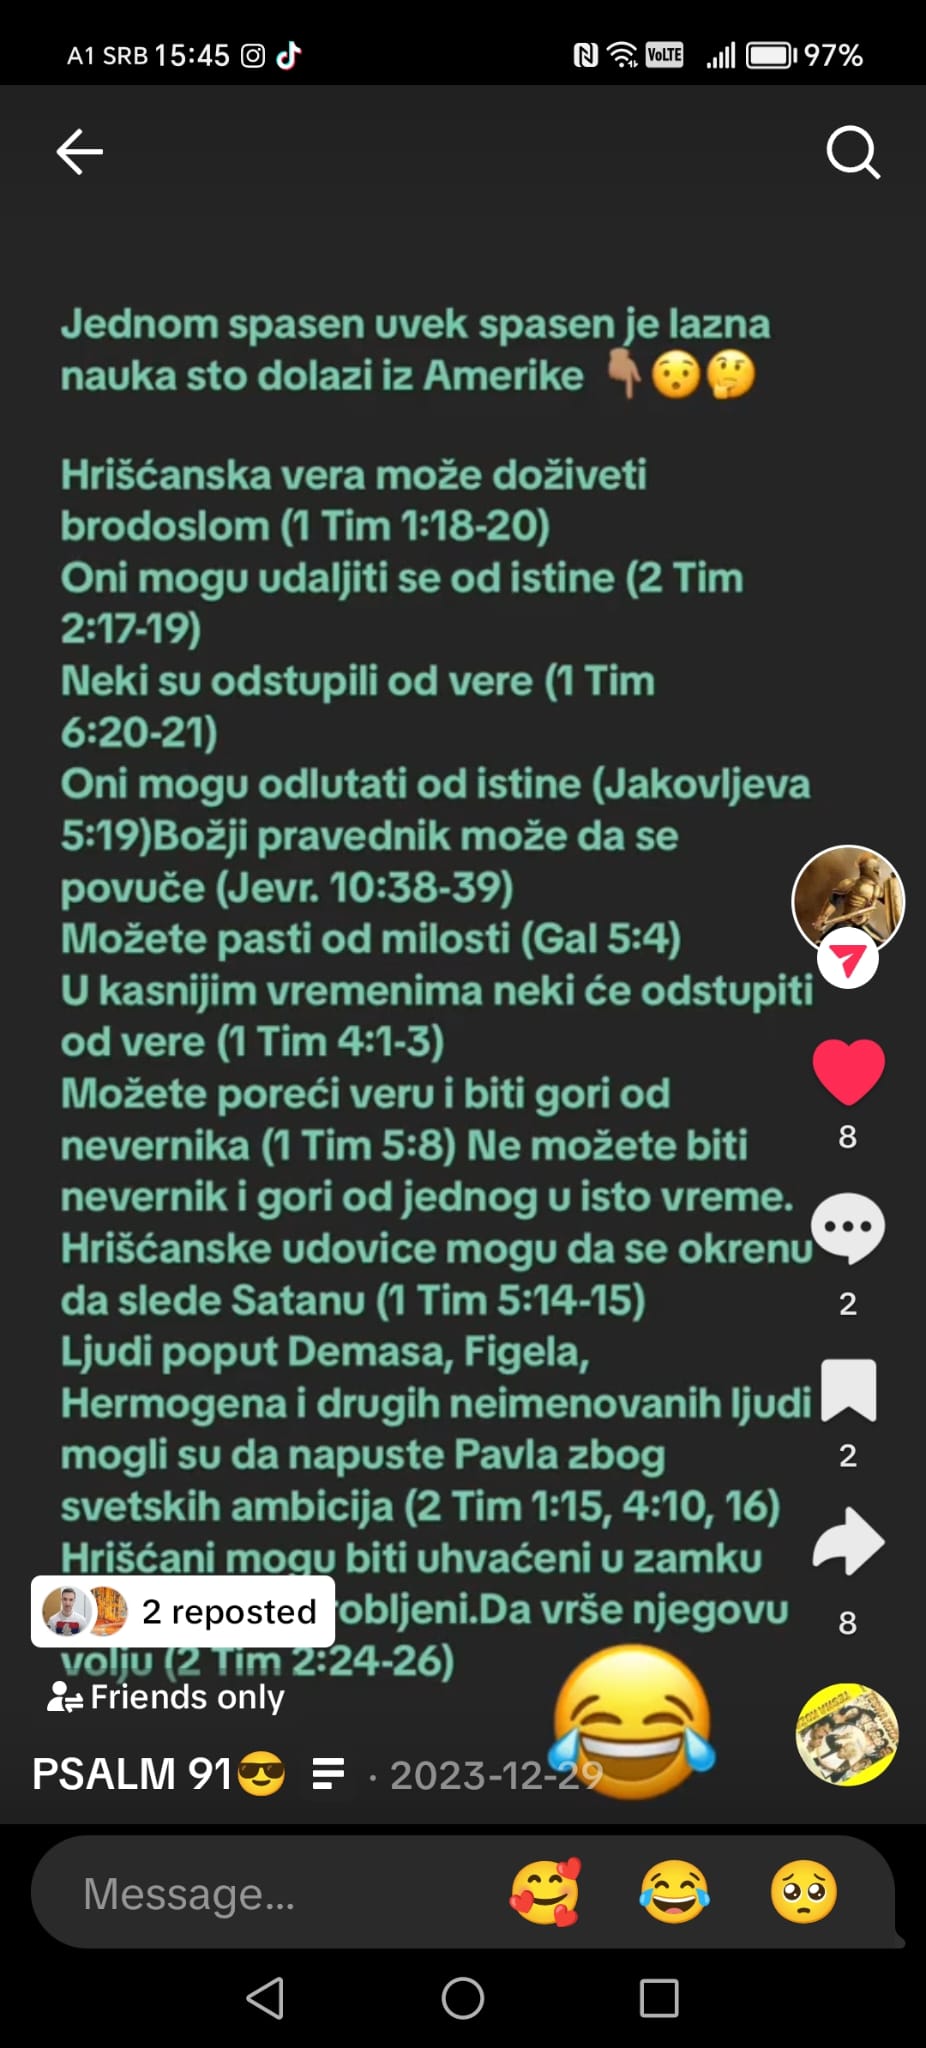 A1 SRB 15:45 VoLTE 97%
Jednom spasen uvek spasen je lazna
nauka sto dolazi iz Amerike 👇🏽😯🤔
Hrišćanska vera može doživeti
brodoslom (1 Tim 1:18-20)
Oni mogu udaljiti se od istine (2 Tim
2:17-19)
Neki su odstupili od vere (1 Tim
6:20-21)
Oni mogu odlutati od istine (Jakovljeva
5:19)Božji pravednik može da se
povuče (Jevr. 10:38-39)
Možete pasti od milosti (Gal 5:4)
U kasnijim vremenima neki će odstupiti
od vere (1 Tim 4:1-3)
Možete poreći veru i biti gori od
nevernika (1 Tim 5:8) Ne možete biti
nevernik i gori od jednog u isto vreme.
Hrišćanske udovice mogu da se okrenu
da slede Satanu (1 Tim 5:14-15)
Ljudi poput Demasa, Figela,
Hermogena i drugih neimenovanih ljudi
mogli su da napuste Pavla zbog
svetskih ambicija (2 Tim 1:15, 4:10, 16)
Hrišćani mogu biti uhvaćeni u zamku
robljeni.Da vrše njegovu
volju (2 Tim 2:24-26)
8
2
2
8
2 reposted
Friends only
PSALM 91😎 · 2023-12-29
Message...